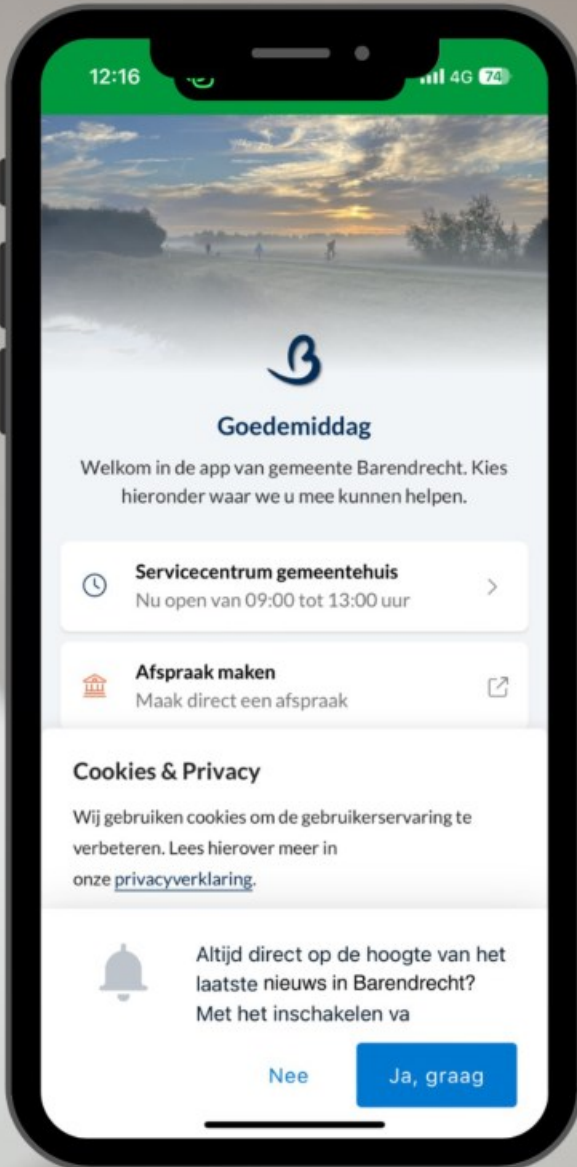 12:16
4G 74
Goedemiddag
Welkom in de app van gemeente Barendrecht. Kies
hieronder waar we u mee kunnen helpen.
Servicecentrum gemeentehuis
Nu open van 09:00 tot 13:00 uur
Afspraak maken
Maak direct een afspraak
Cookies & Privacy
Wij gebruiken cookies om de gebruikerservaring te
verbeteren. Lees hierover meer in
onze privacyverklaring.
Altijd direct op de hoogte van het
laatste nieuws in Barendrecht?
Met het inschakelen va
Nee
Ja, graag